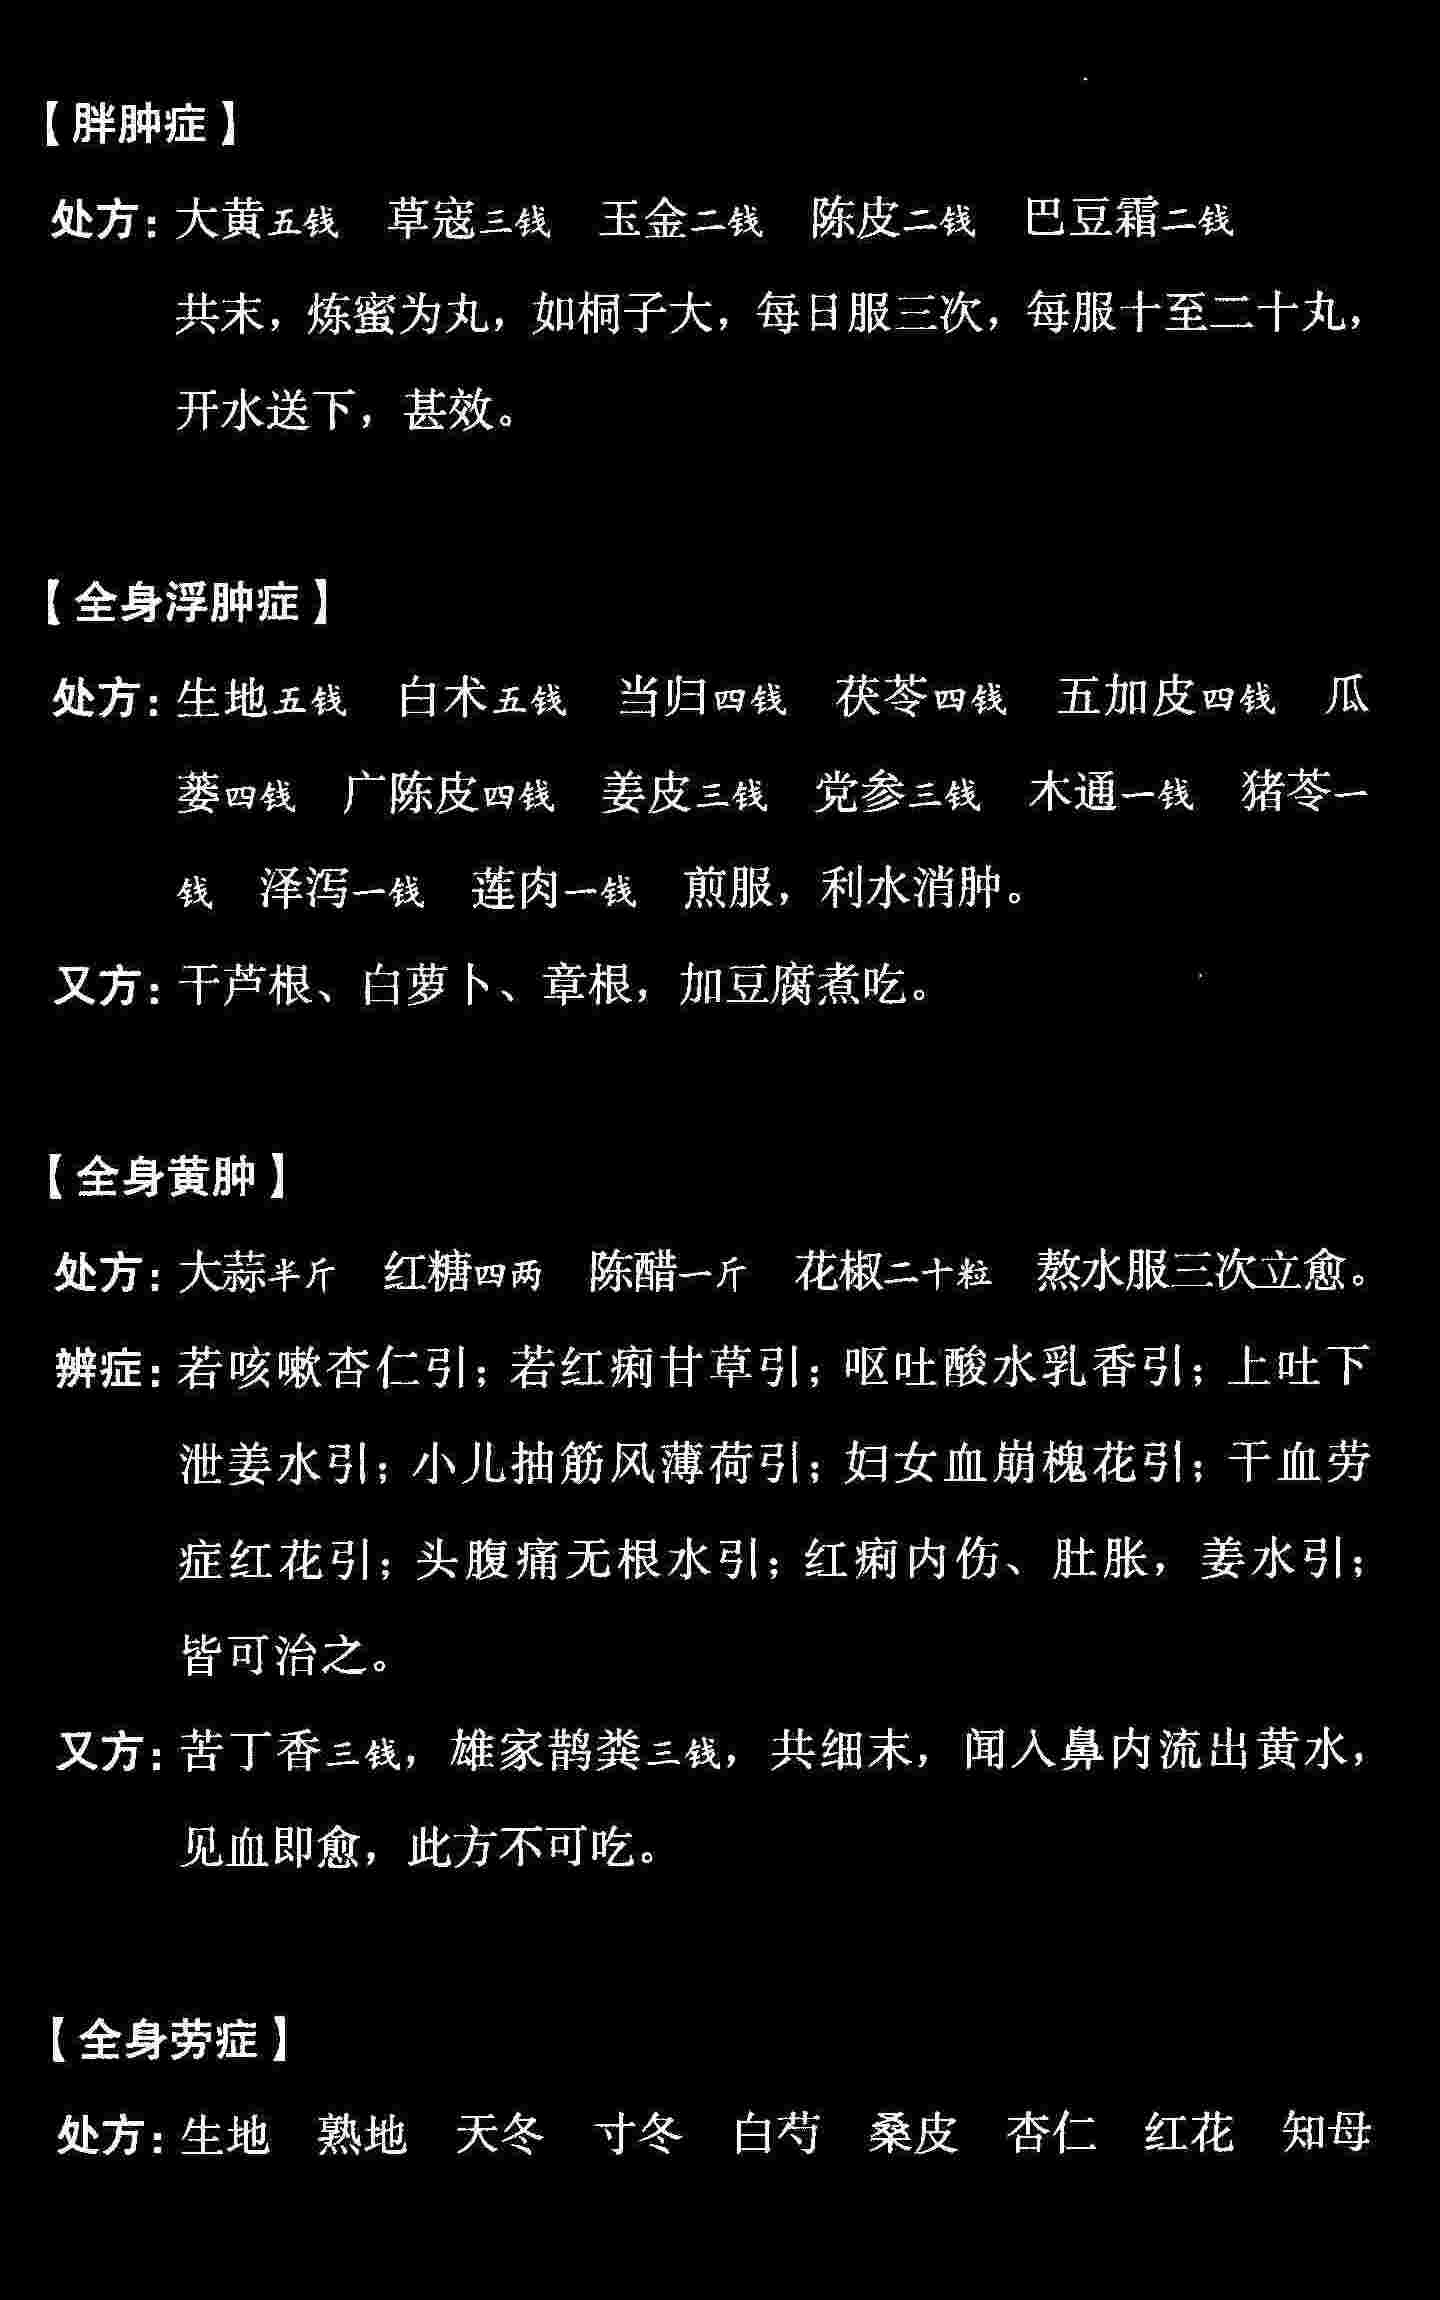 【胖肿症】
处方：大黄五钱　草寇三钱　玉金二钱　陈皮二钱　巴豆霜二钱
共末，炼蜜为丸，如桐子大，每日服三次，每服十至二十丸，
开水送下，甚效。
【全身浮肿症】
处方：生地五钱　白术五钱　当归四钱　茯苓四钱　五加皮四钱　瓜
蒌四钱　广陈皮四钱　姜皮三钱　党参三钱　木通一钱　猪苓一
钱　泽泻一钱　莲肉一钱　煎服，利水消肿。
又方：干芦根、白萝卜、章根，加豆腐煮吃。
【全身黄肿】
处方：大蒜半斤　红糖四两　陈醋一斤　花椒二十粒　熬水服三次立愈。
辨症：若咳嗽杏仁引；若红痢甘草引；呕吐酸水乳香引；上吐下
泄姜水引；小儿抽筋风薄荷引；妇女血崩槐花引；干血劳
症红花引；头腹痛无根水引；红痢内伤、肚胀，姜水引；
皆可治之。
又方：苦丁香三钱，雄家鹊粪三钱，共细末，闻入鼻内流出黄水，
见血即愈，此方不可吃。
【全身劳症】
处方：生地　熟地　天冬　寸冬　白芍　桑皮　杏仁　红花　知母